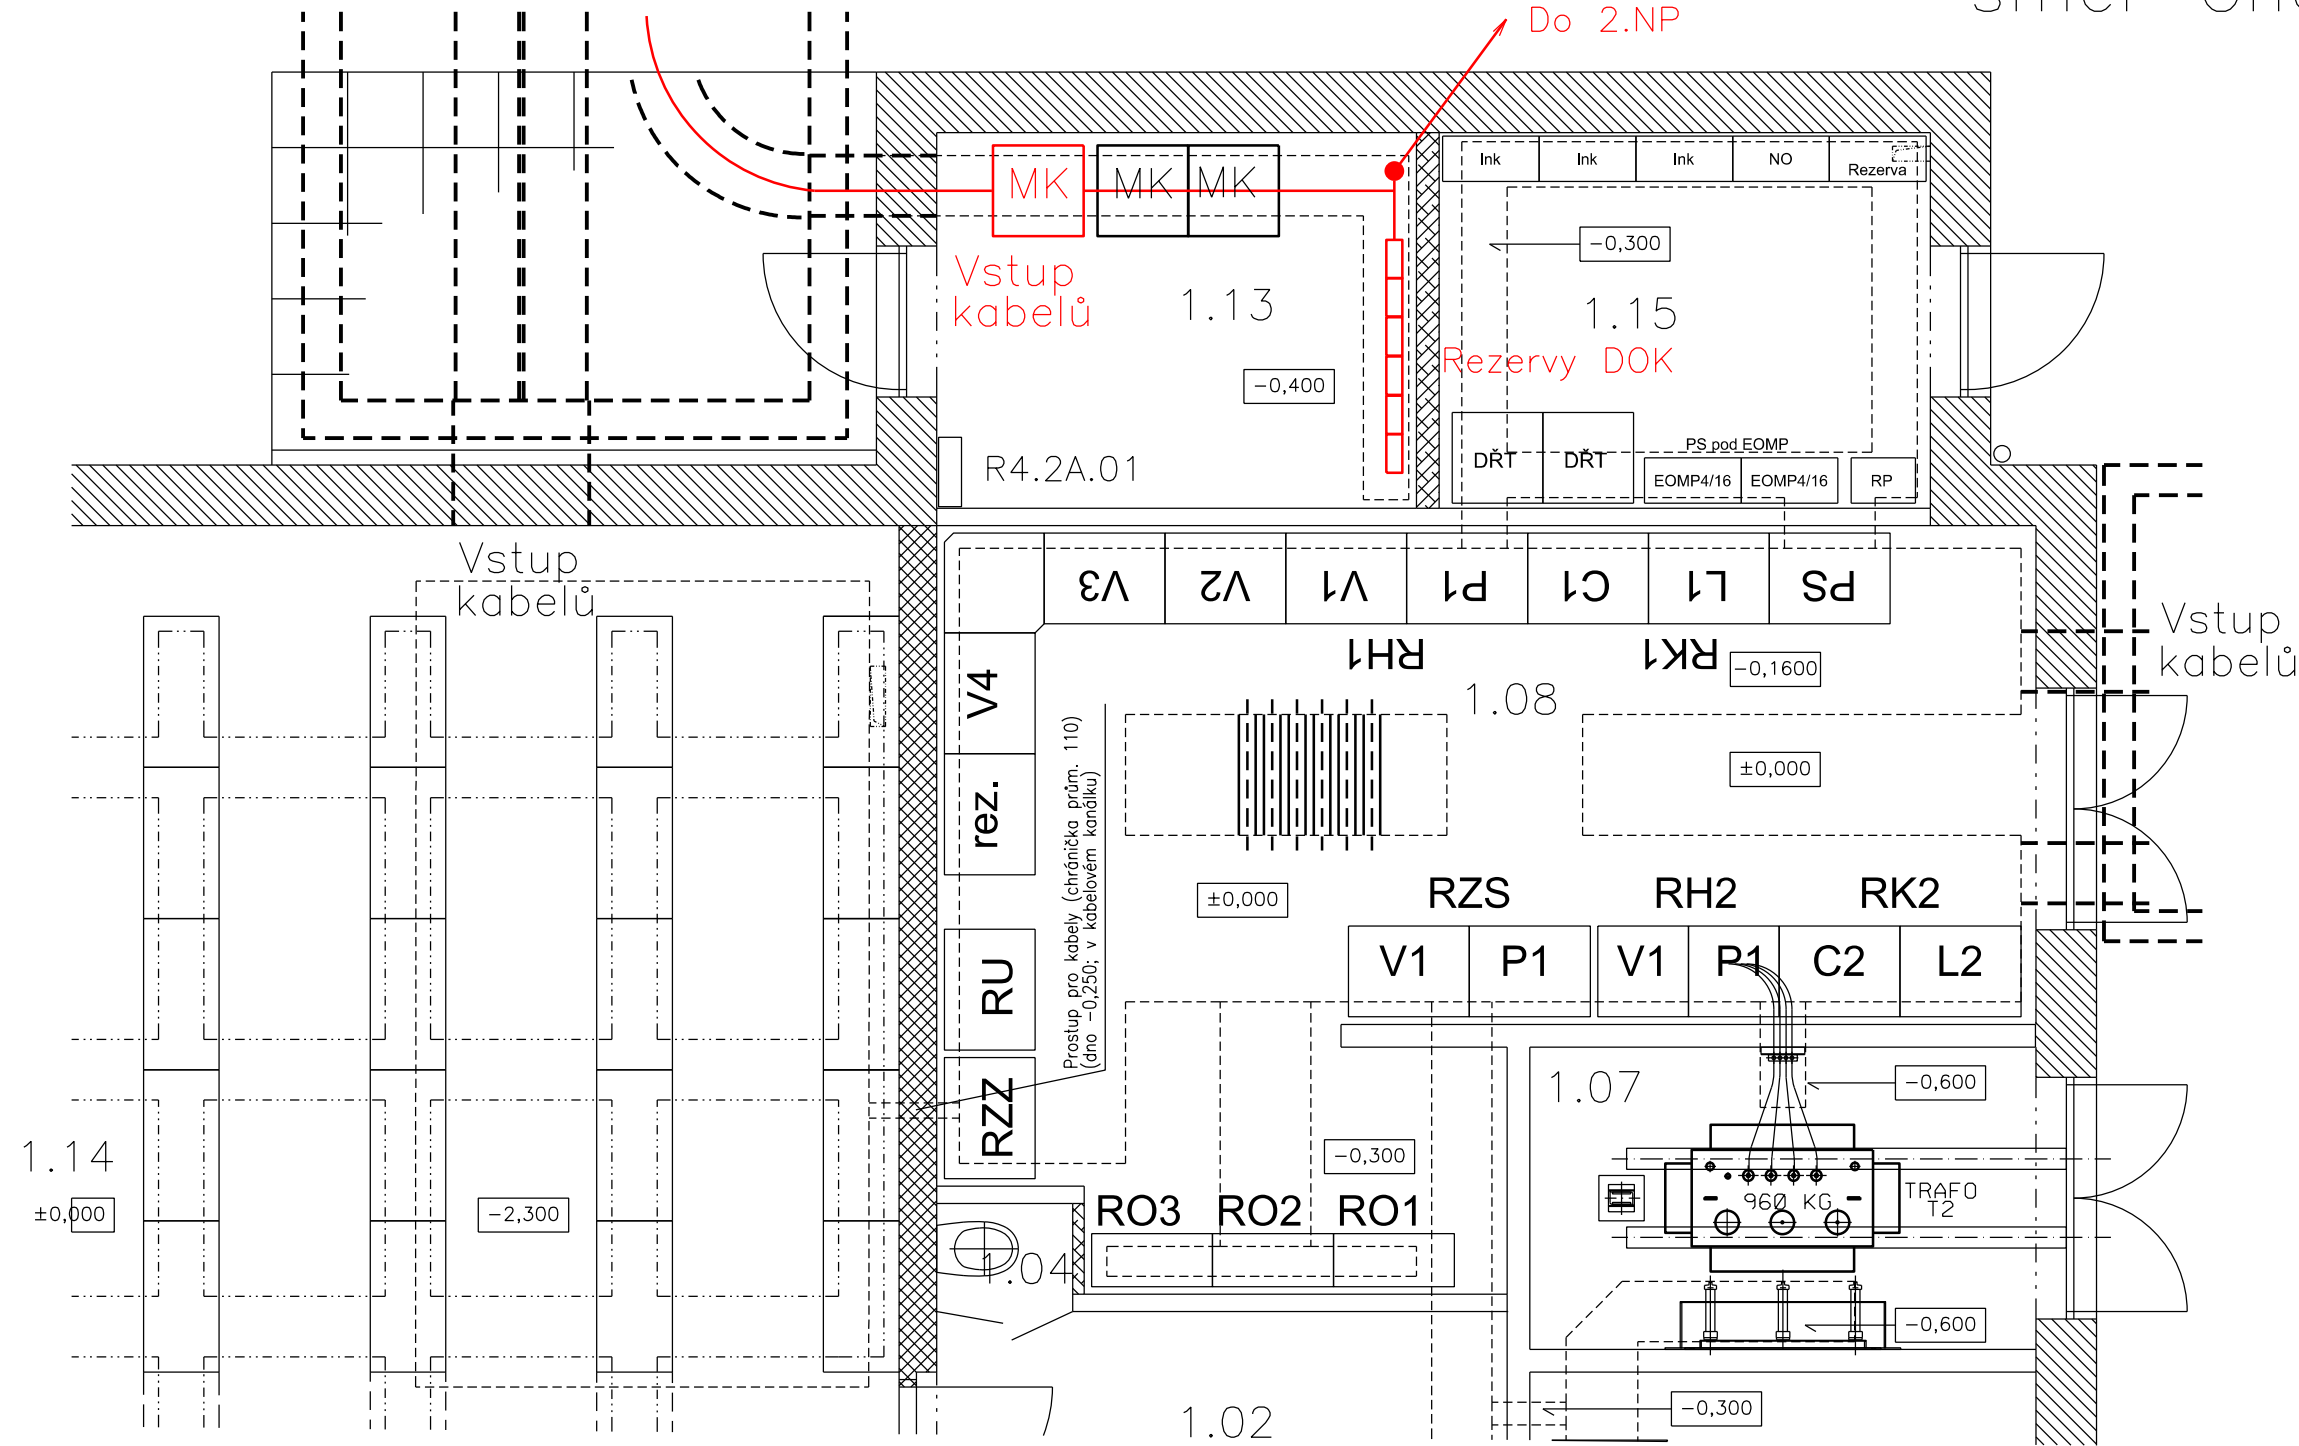 Do 2.NP
MK
MK
MK
Ink
Ink
Ink
NO
Rezerva
-0,300
Vstup
kabelů
1.13
1.15
Rezervy DOK
-0,400
R4.2A.01
DŘT
DŘT
PS pod EOMP
EOMP4/16
EOMP4/16
RP
Vstup
kabelů
V3
V2
V1
P1
C1
L1
PS
RH1
RK1
-0,1600
Vstup
kabelů
1.08
V4
rez.
±0,000
±0,000
Prostup pro kabely (chránička prům. 110)
(dno -0,250; v kabelovém kanálku)
RZS
RH2
RK2
V1
P1
V1
P1
C2
L2
RU
RZZ
1.07
-0,600
1.14
±0,000
-2,300
-0,300
RO3
RO2
RO1
960 KG
TRAFO
T2
1.04
-0,600
-0,300
1.02